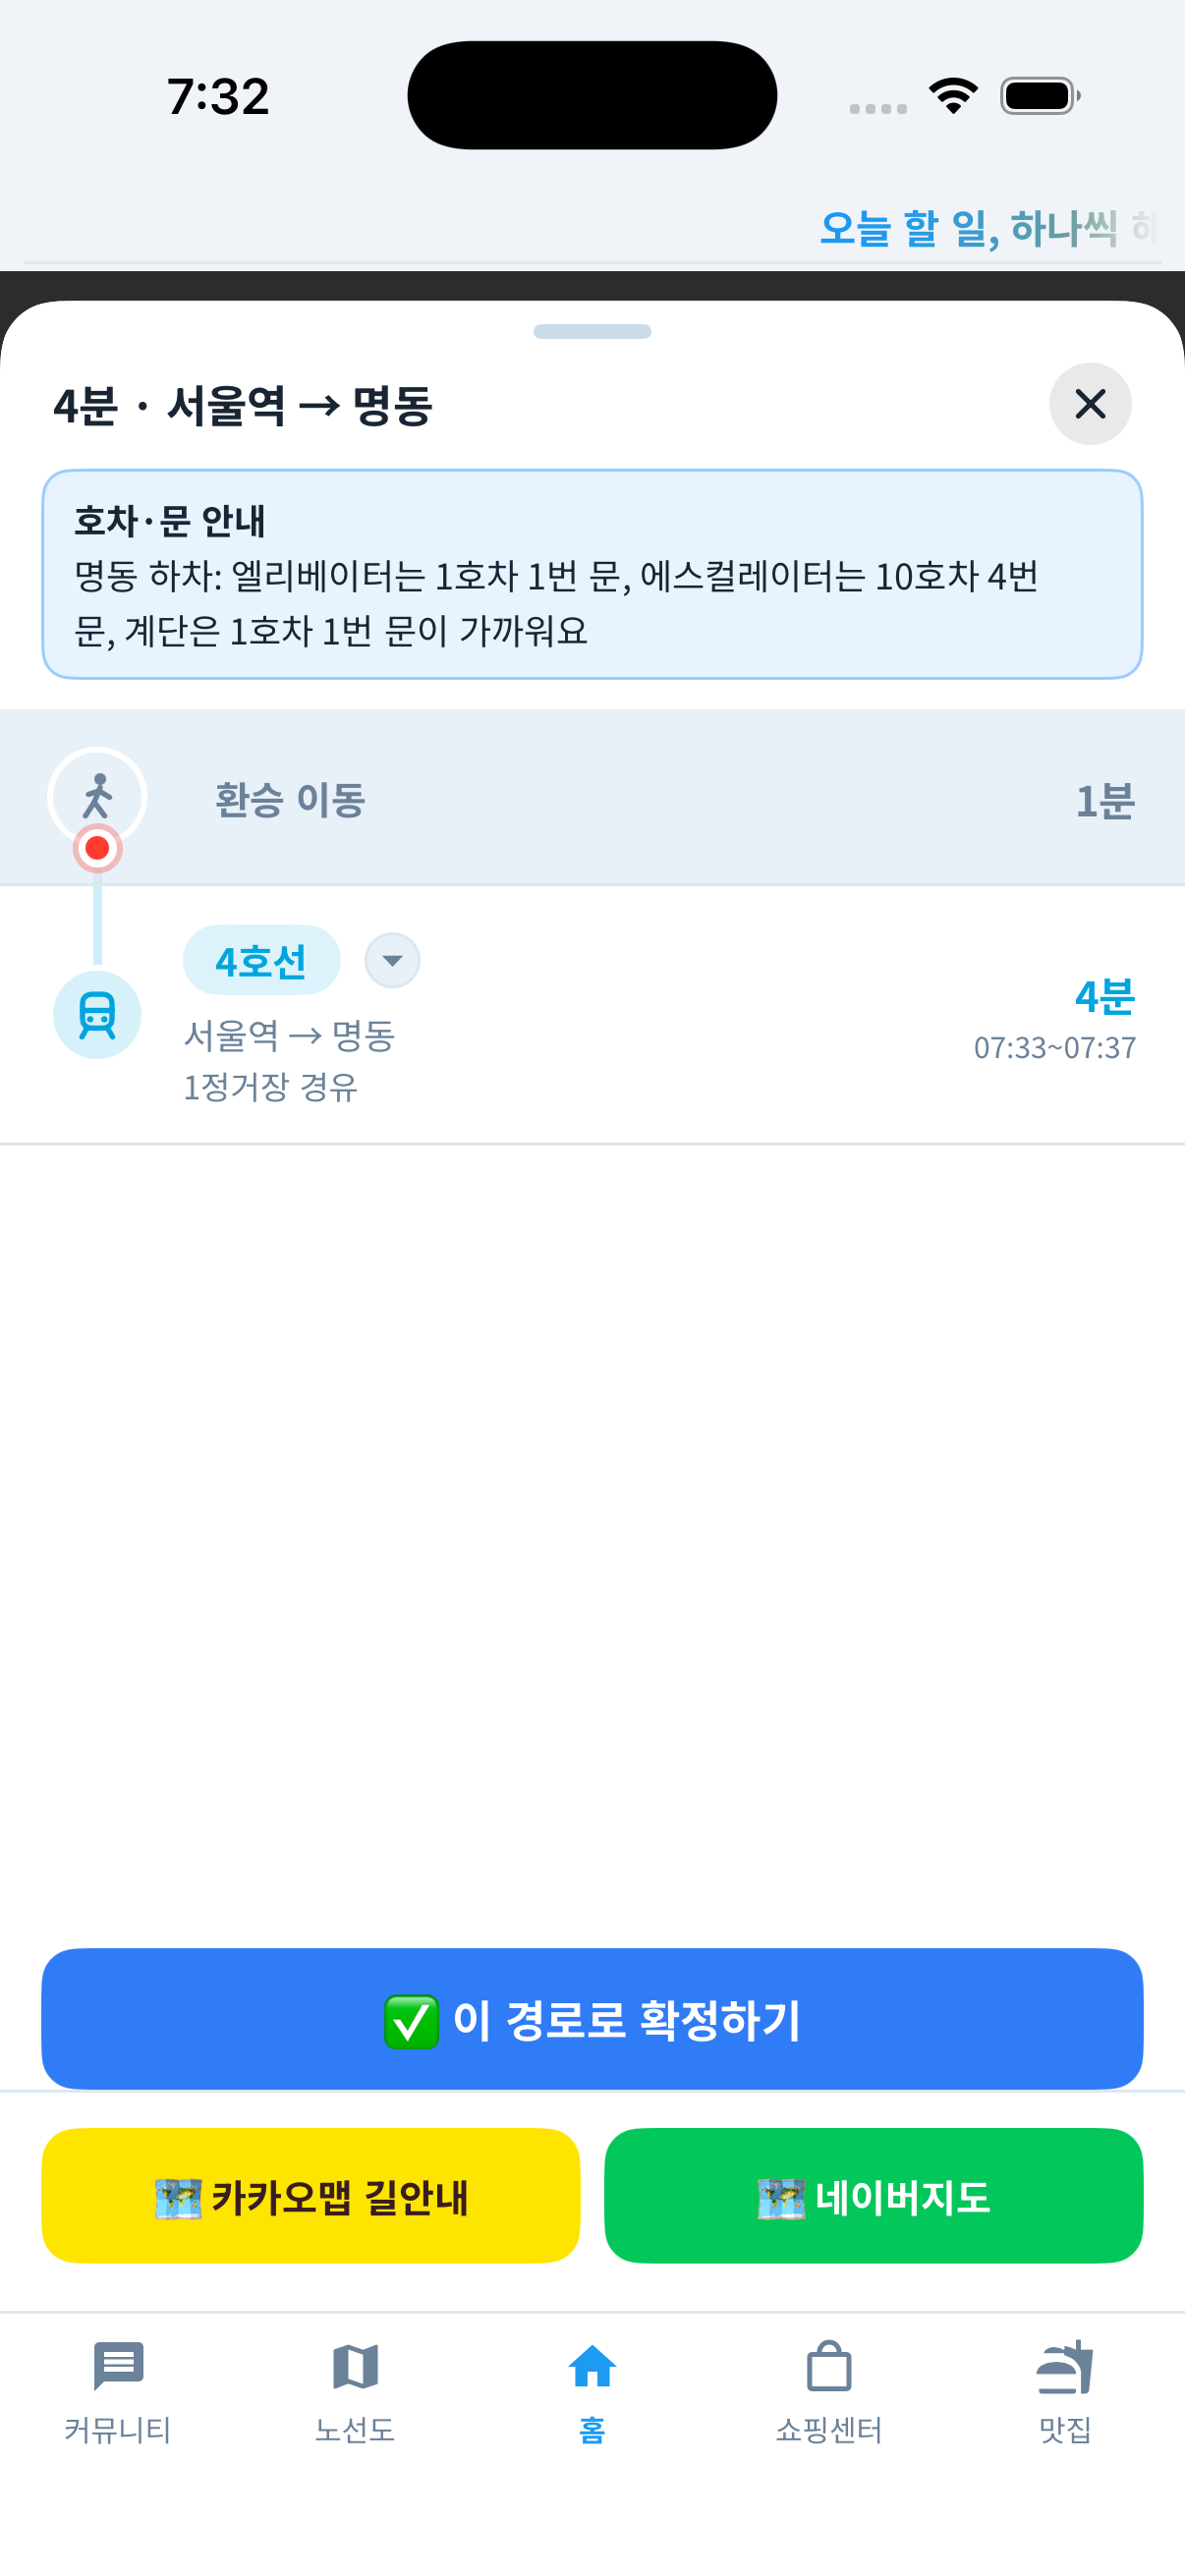 7:32
오늘 할 일, 하나씩 해
4분 · 서울역 → 명동
호차·문 안내
명동 하차: 엘리베이터는 1호차 1번 문, 에스컬레이터는 10호차 4번
문, 계단은 1호차 1번 문이 가까워요
환승 이동
1분
4호선
서울역 → 명동
1정거장 경유
4분
07:33~07:37
✅ 이 경로로 확정하기
🗺️ 카카오맵 길안내
🗺️ 네이버지도
커뮤니티
노선도
홈
쇼핑센터
맛집